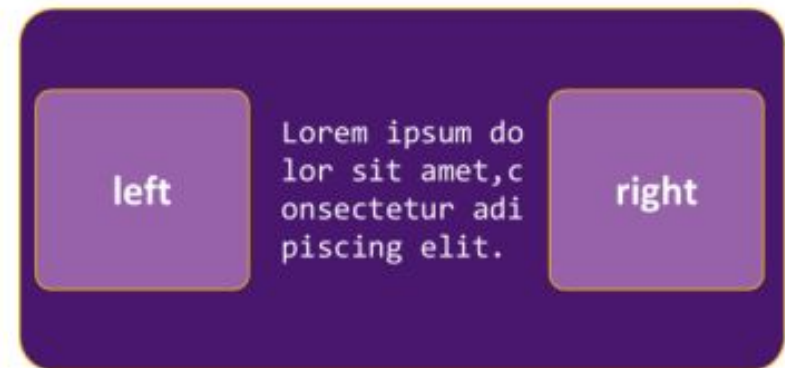 left
Lorem ipsum do
lor sit amet,c
onsectetur adi
piscing elit.
right